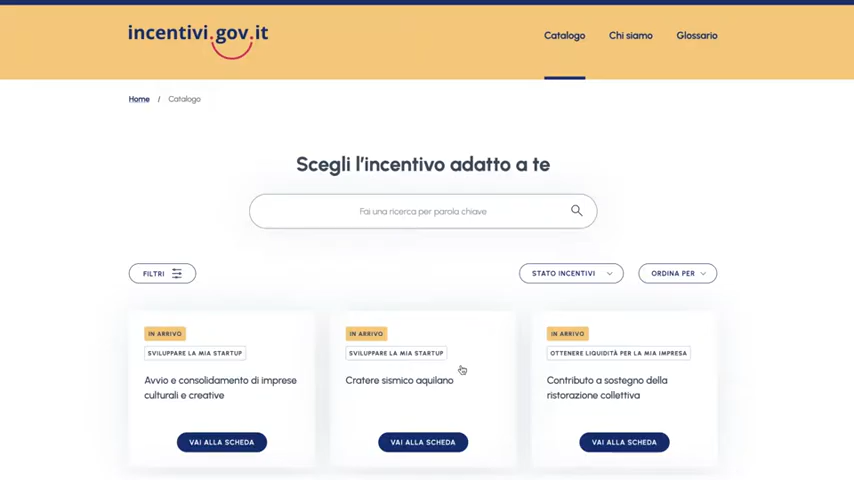 incentivi.gov.it
Catalogo
Chi siamo
Glossario
Home / Catalogo
Scegli l'incentivo adatto a te
Fai una ricerca per parola chiave
FILTRI
STATO INCENTIVI
ORDINA PER
IN ARRIVO
SVILUPPARE LA MIA STARTUP
Avvio e consolidamento di imprese
culturali e creative
VAI ALLA SCHEDA
IN ARRIVO
SVILUPPARE LA MIA STARTUP
Cratere sismico aquilano
VAI ALLA SCHEDA
IN ARRIVO
OTTENERE LIQUIDITÀ PER LA MIA IMPRESA
Contributo a sostegno della
ristorazione collettiva
VAI ALLA SCHEDA